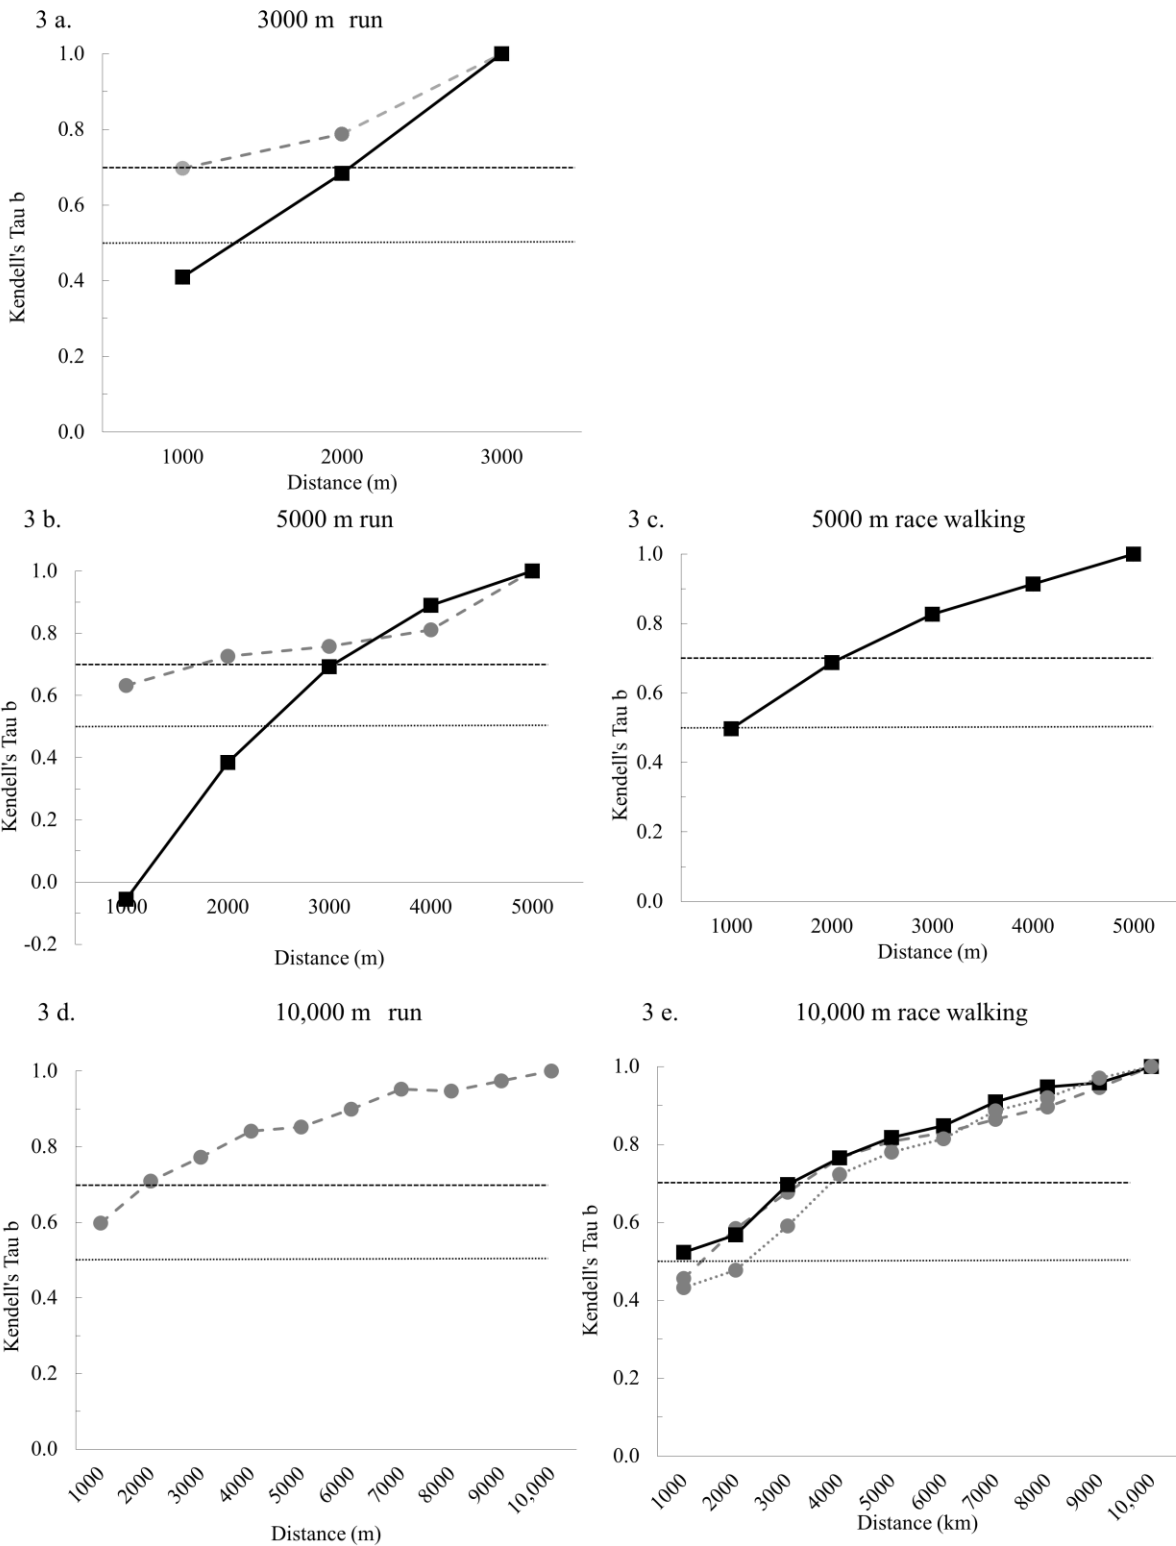 3 a. 3000 m run
1.0
0.8
0.6
0.4
0.2
0.0
Kendell's Tau b
1000 2000 3000
Distance (m)
3 b. 5000 m run
1.0
0.8
0.6
0.4
0.2
0.0
-0.2
Kendell's Tau b
1000 2000 3000 4000 5000
Distance (m)
3 c. 5000 m race walking
1.0
0.8
0.6
0.4
0.2
0.0
Kendell's Tau b
1000 2000 3000 4000 5000
Distance (m)
3 d. 10,000 m run
1.0
0.8
0.6
0.4
0.2
0.0
Kendell's Tau b
1000 2000 3000 4000 5000 6000 7000 8000 9000 10,000
Distance (m)
3 e. 10,000 m race walking
1.0
0.8
0.6
0.4
0.2
0.0
Kendell's Tau b
1000 2000 3000 4000 5000 6000 7000 8000 9000 10,000
Distance (km)